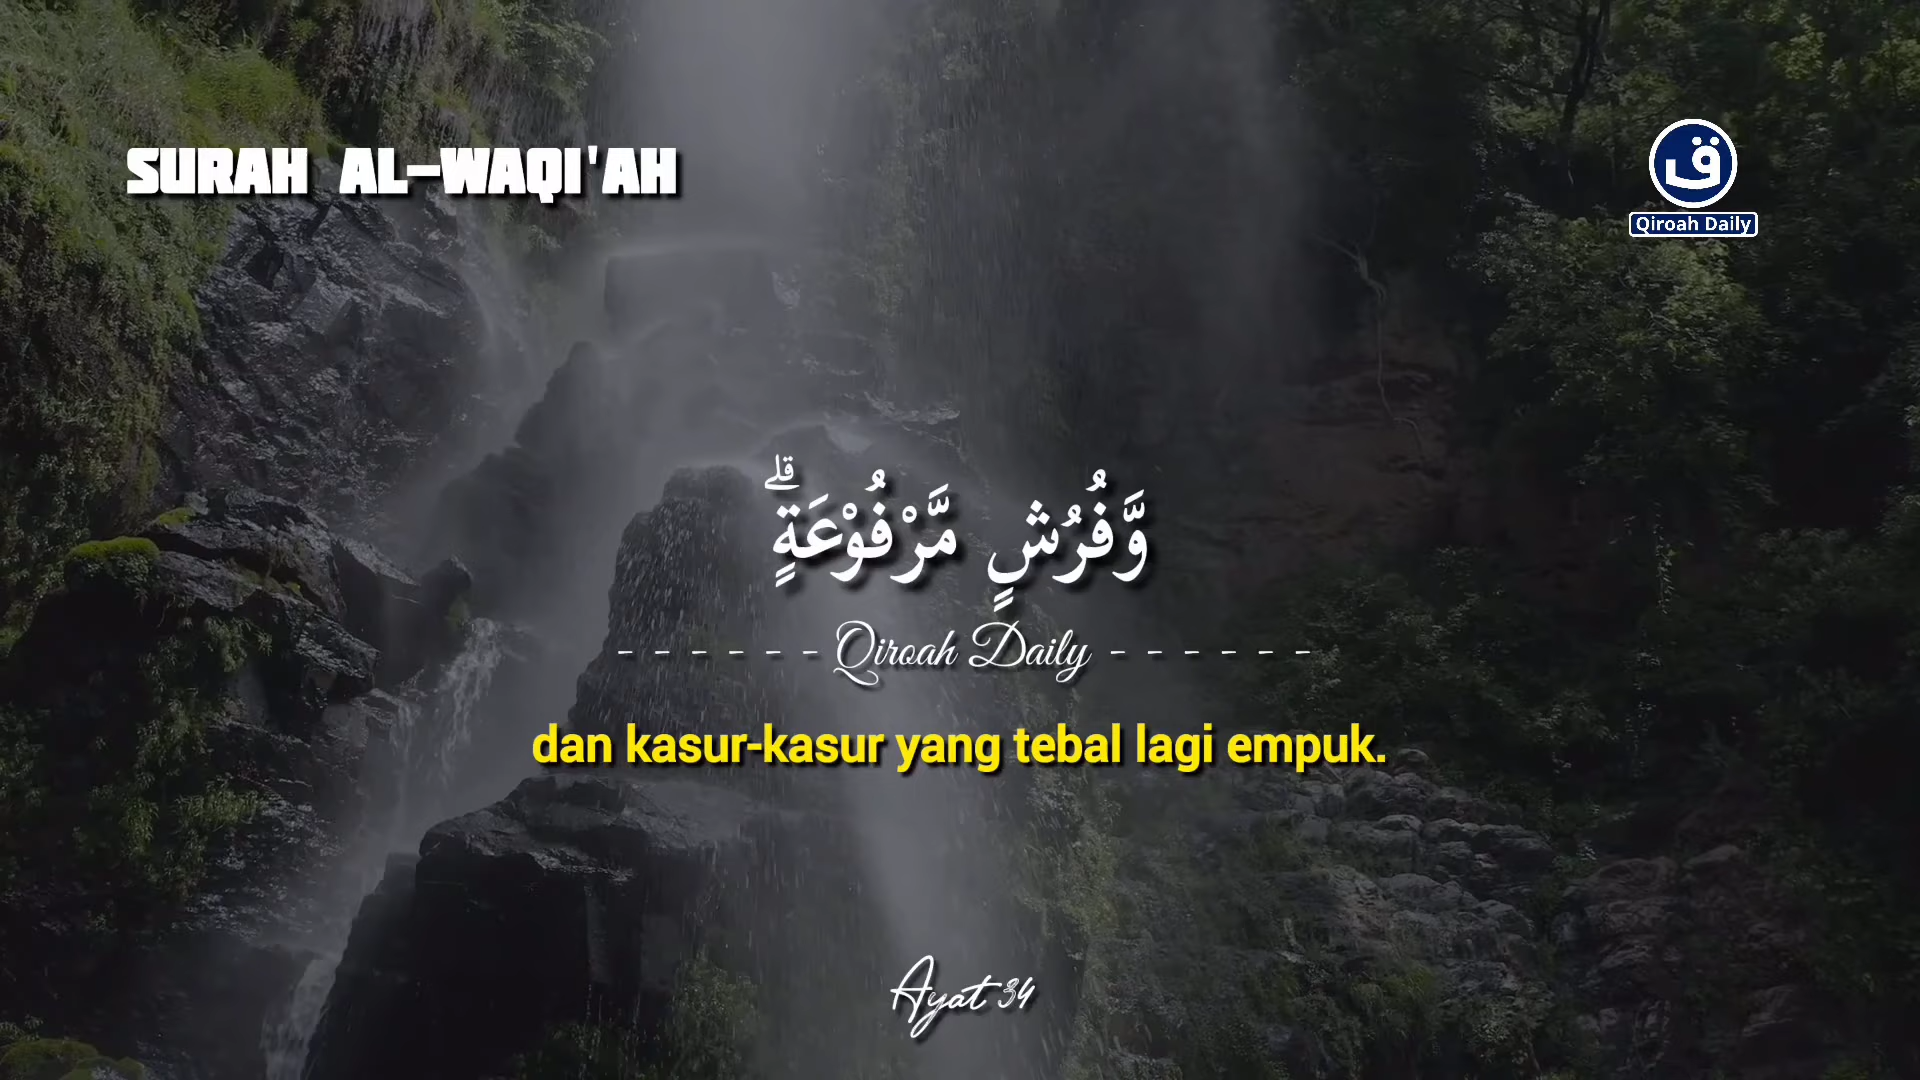 SURAH AL-WAQI'AH
ق
Qiroah Daily
وَّفُرُشٍ مَّرْفُوْعَةٍۗ
- - - - - - Qiroah Daily - - - - - -
dan kasur-kasur yang tebal lagi empuk.
Ayat 34